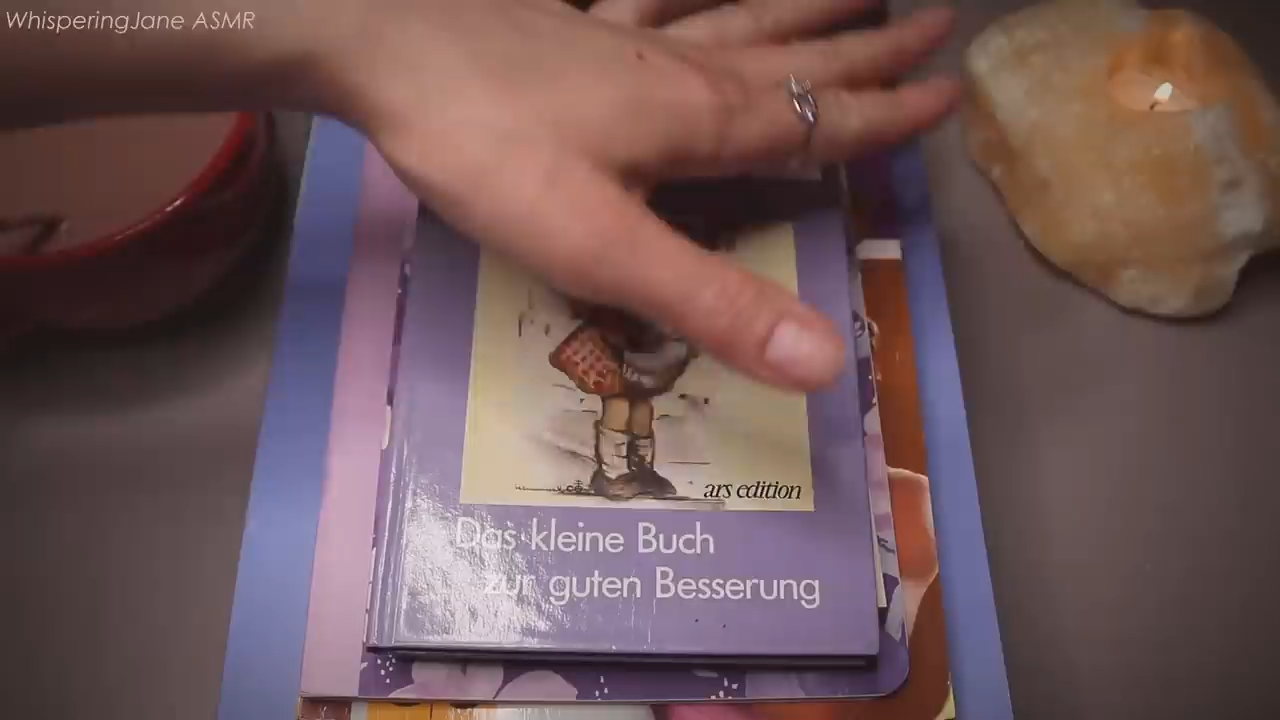 WhisperingJane ASMR
ars edition
Das kleine Buch
zur guten Besserung